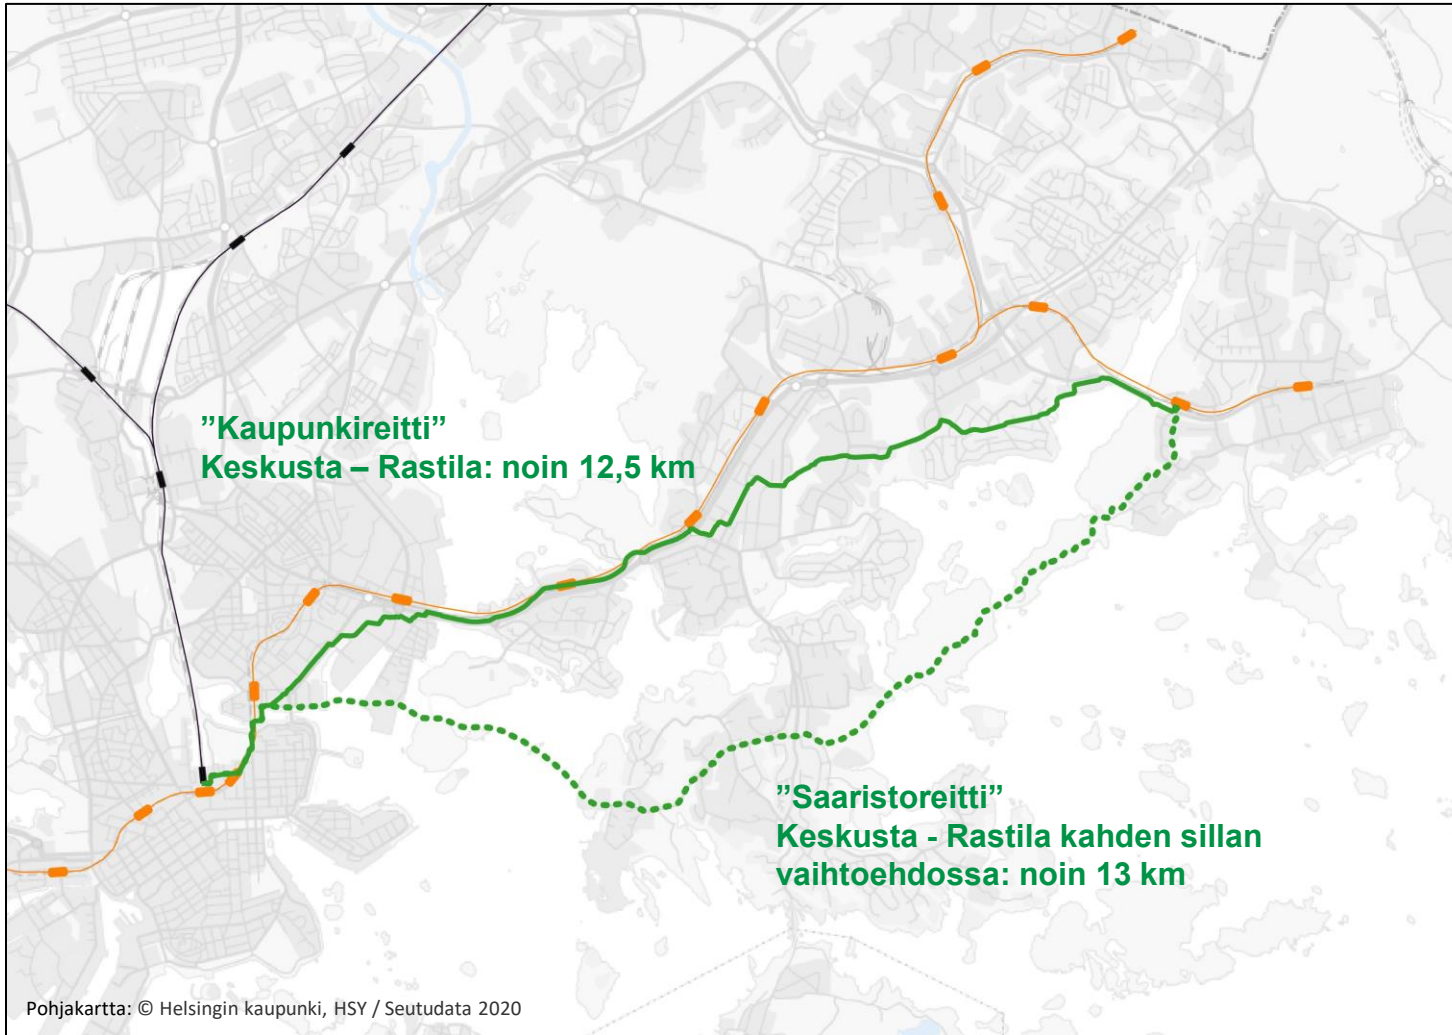 ”Kaupunkireitti”
Keskusta – Rastila: noin 12,5 km
”Saaristoreitti”
Keskusta - Rastila kahden sillan
vaihtoehdossa: noin 13 km
Pohjakartta: © Helsingin kaupunki, HSY / Seutudata 2020